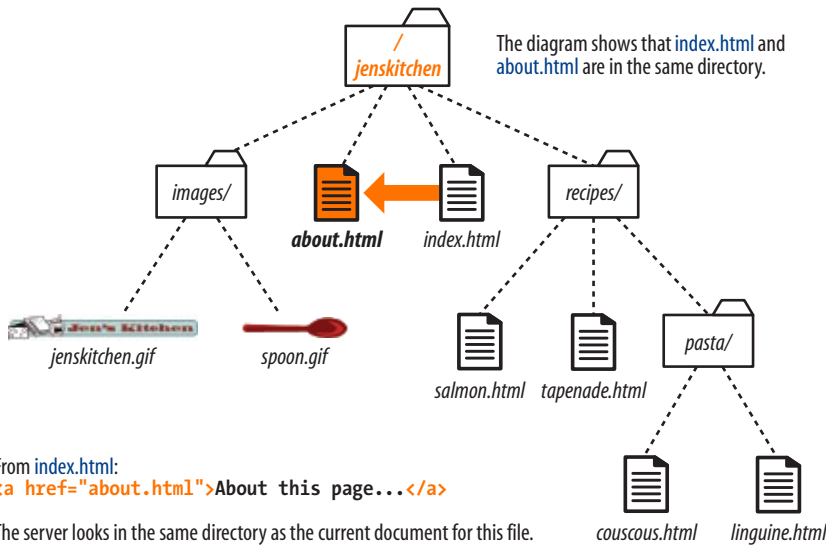 /
jenskitchen
The diagram shows that index.html and
about.html are in the same directory.
images/
recipes/
about.html
index.html
Jen's Kitchen
jenskitchen.gif
spoon.gif
pasta/
salmon.html
tapenade.html
From index.html:
<a href="about.html">About this page...</a>
The server looks in the same directory as the current document for this file.
couscous.html
linguine.html